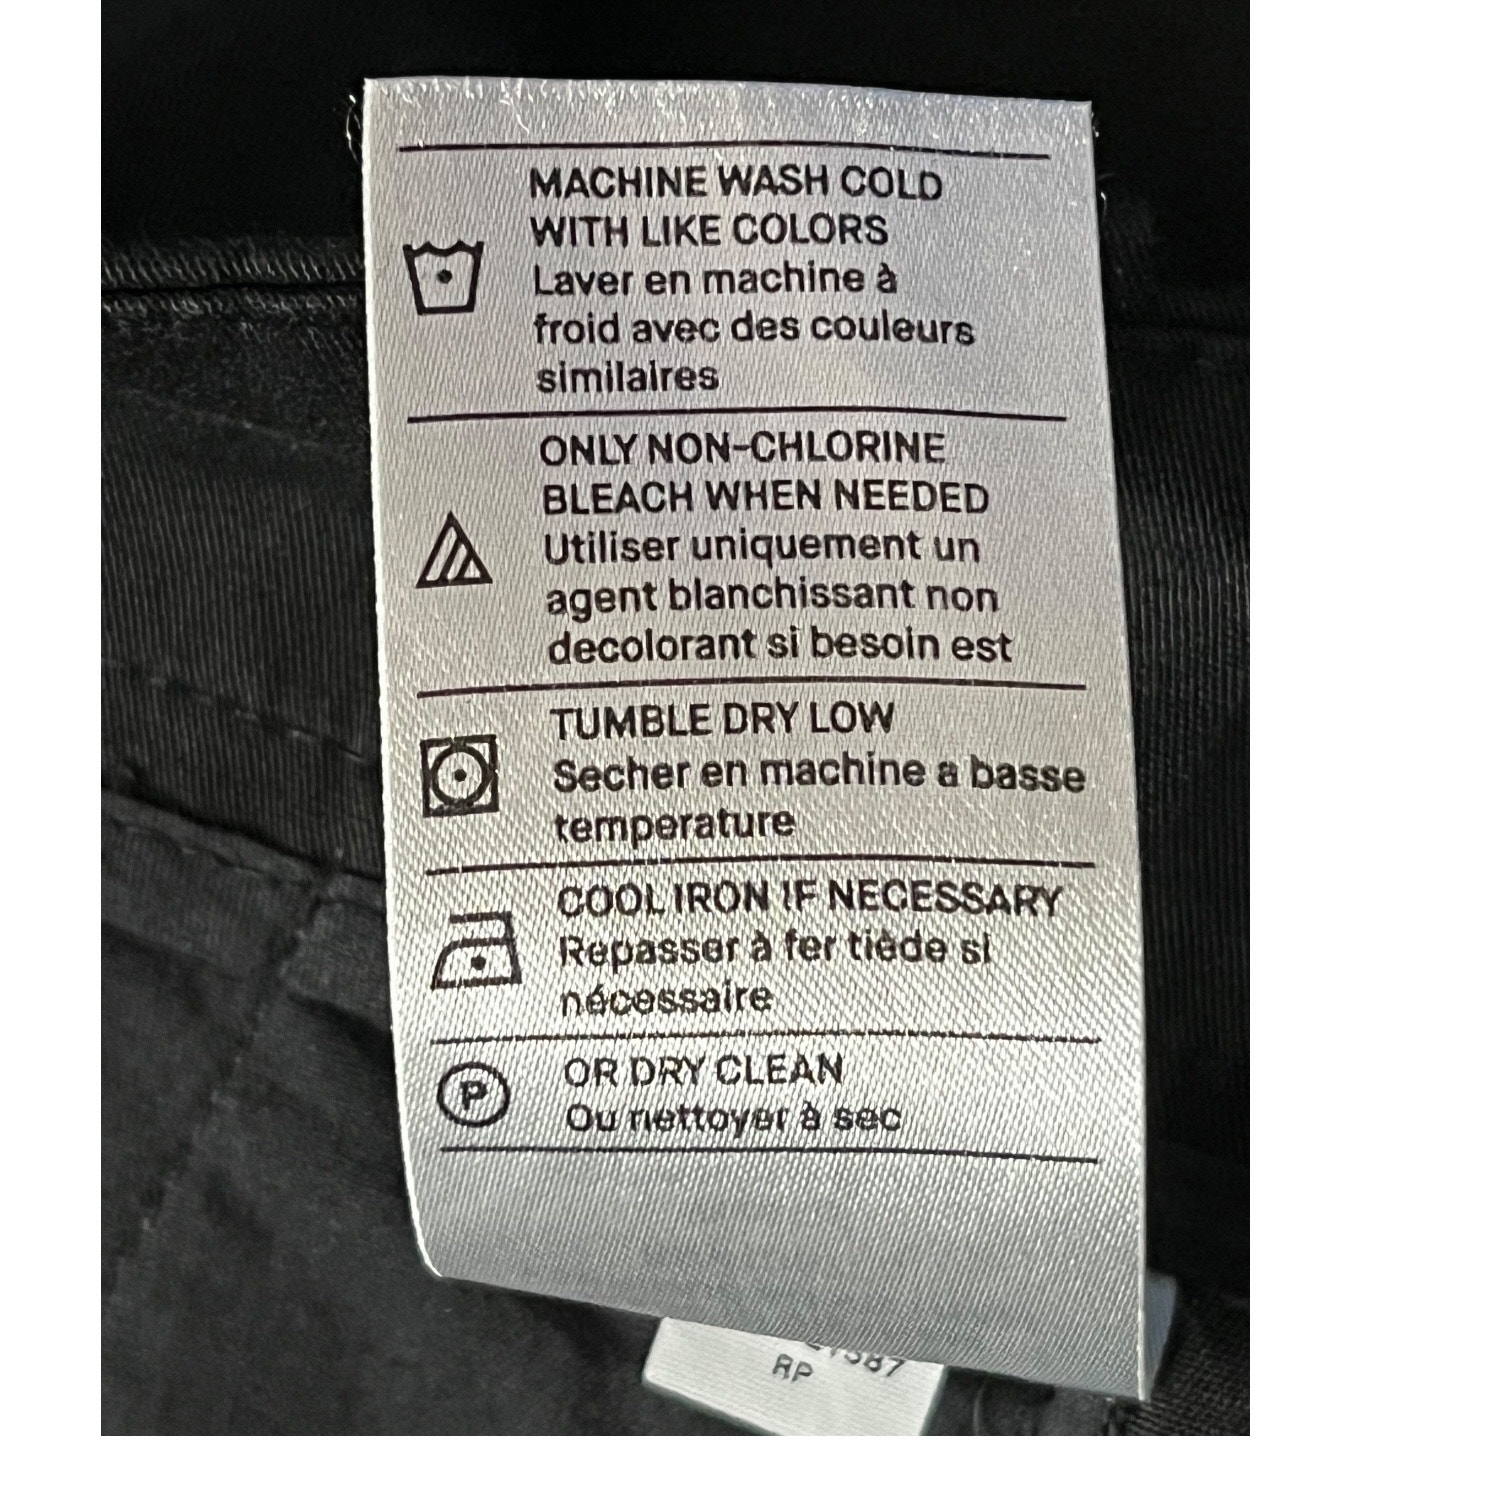 MACHINE WASH COLD
WITH LIKE COLORS
Laver en machine à
froid avec des couleurs
similaires
ONLY NON-CHLORINE
BLEACH WHEN NEEDED
Utiliser uniquement un
agent blanchissant non
decolorant si besoin est
TUMBLE DRY LOW
Secher en machine a basse
temperature
COOL IRON IF NECESSARY
Repasser à fer tiède si
nécessaire
P
OR DRY CLEAN
Ou nettoyer à sec
RP